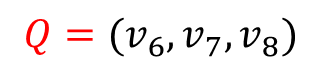 Q = (v₆, v₇, v₈)